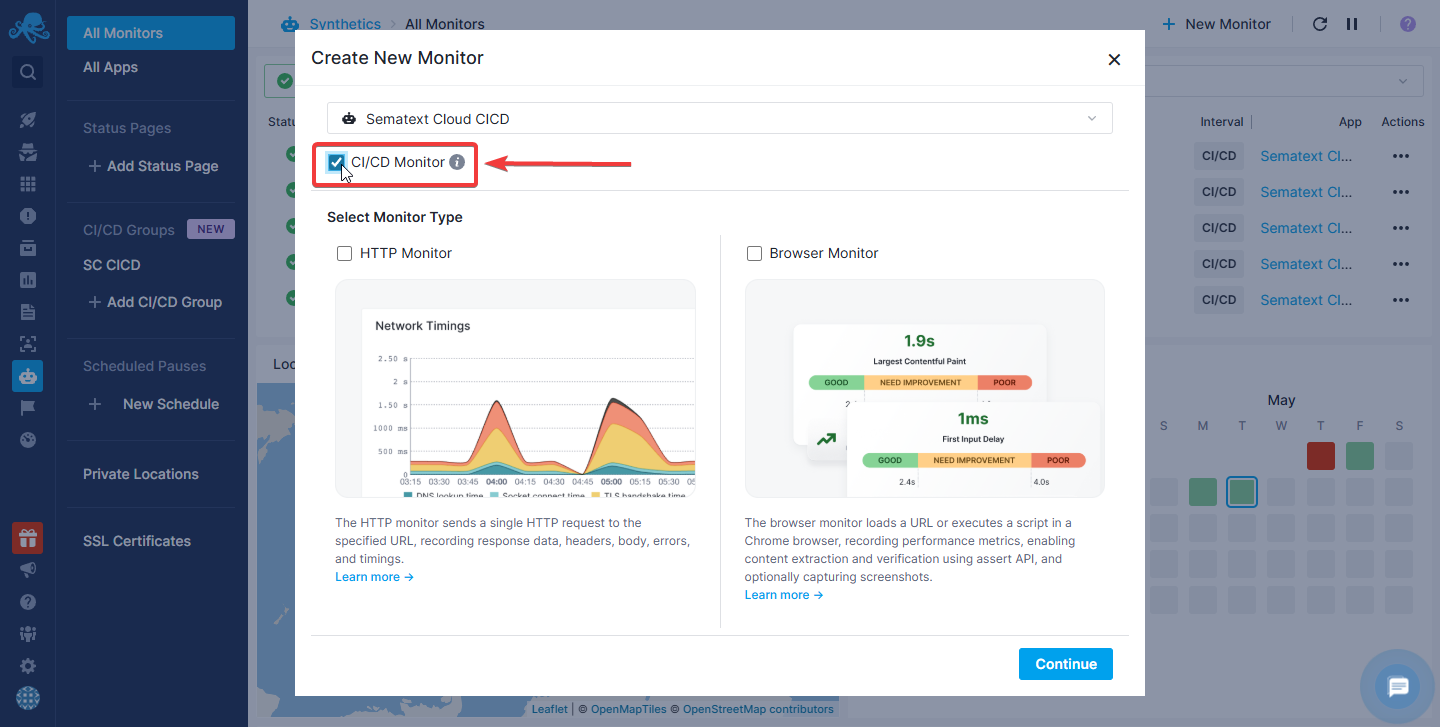 All Monitors
All Apps
Status Pages
Add Status Page
CI/CD Groups NEW
SC CICD
Add CI/CD Group
Scheduled Pauses
New Schedule
Private Locations
SSL Certificates
Synthetics > All Monitors
+ New Monitor
?
Interval App Actions
CI/CD Sematext Cl... •••
CI/CD Sematext Cl... •••
CI/CD Sematext Cl... •••
CI/CD Sematext Cl... •••
CI/CD Sematext Cl... •••
Create New Monitor
Sematext Cloud CICD
CI/CD Monitor i
Select Monitor Type
HTTP Monitor
Network Timings
2.50 s
2 s
1.50 s
1000 ms
500 ms
0
03:15 03:30 03:45 04:00 04:15 04:30 04:45 05:00 05:15 05:30
DNS lookup time Socket connect time TLS handshake time
The HTTP monitor sends a single HTTP request to the
specified URL, recording response data, headers, body, errors,
and timings.
Learn more →
Browser Monitor
1.9s
Largest Contentful Paint
GOOD NEED IMPROVEMENT POOR
1ms
First Input Delay
GOOD NEED IMPROVEMENT POOR
2.4s 4.0s
The browser monitor loads a URL or executes a script in a
Chrome browser, recording performance metrics, enabling
content extraction and verification using assert API, and
optionally capturing screenshots.
Learn more →
Continue
May
S M T W T F S
Leaflet | © OpenMapTiles © OpenStreetMap contributors